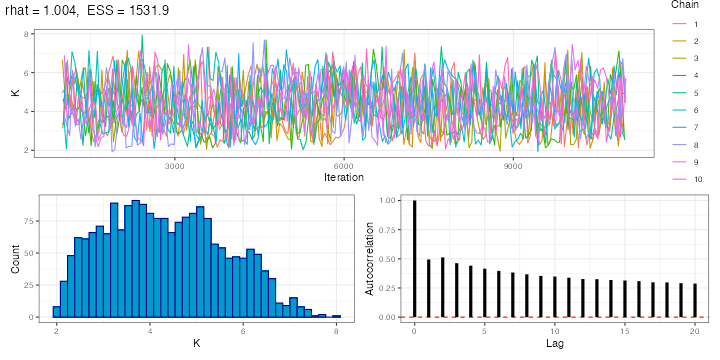 rhat = 1.004, ESS = 1531.9
Chain
1
2
3
4
5
6
7
8
9
10
K
8
6
4
2
3000 6000 9000
Iteration
Count
75
50
25
0
2 4 6 8
K
Autocorrelation
1.00
0.75
0.50
0.25
0.00
0 5 10 15 20
Lag